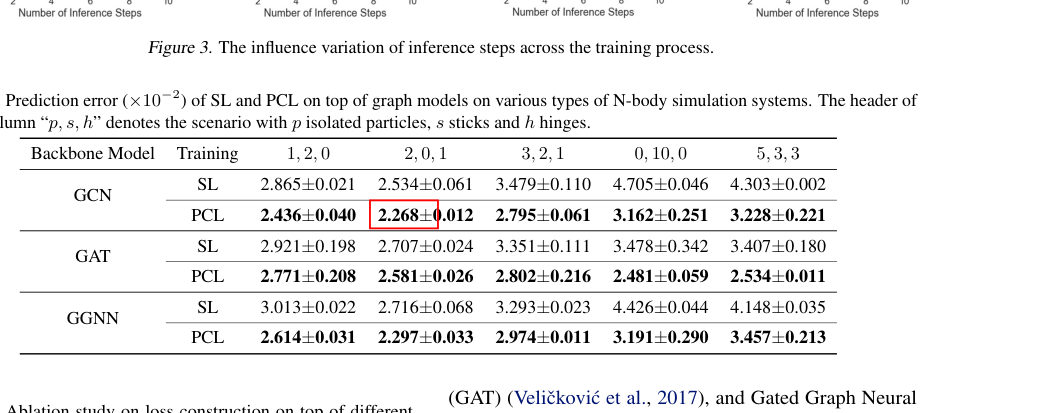 Number of Inference Steps Number of Inference Steps Number of Inference Steps Number of Inference Steps
Figure 3. The influence variation of inference steps across the training process.
Prediction error (×10⁻²) of SL and PCL on top of graph models on various types of N-body simulation systems. The header of
lumn “p, s, h” denotes the scenario with p isolated particles, s sticks and h hinges.
Backbone Model Training 1, 2, 0 2, 0, 1 3, 2, 1 0, 10, 0 5, 3, 3
GCN SL 2.865±0.021 2.534±0.061 3.479±0.110 4.705±0.046 4.303±0.002
PCL 2.436±0.040 2.268±0.012 2.795±0.061 3.162±0.251 3.228±0.221
GAT SL 2.921±0.198 2.707±0.024 3.351±0.111 3.478±0.342 3.407±0.180
PCL 2.771±0.208 2.581±0.026 2.802±0.216 2.481±0.059 2.534±0.011
GGNN SL 3.013±0.022 2.716±0.068 3.293±0.023 4.426±0.044 4.148±0.035
PCL 2.614±0.031 2.297±0.033 2.974±0.011 3.191±0.290 3.457±0.213
(GAT) (Veličković et al., 2017), and Gated Graph Neural
Ablation study on loss construction on top of different